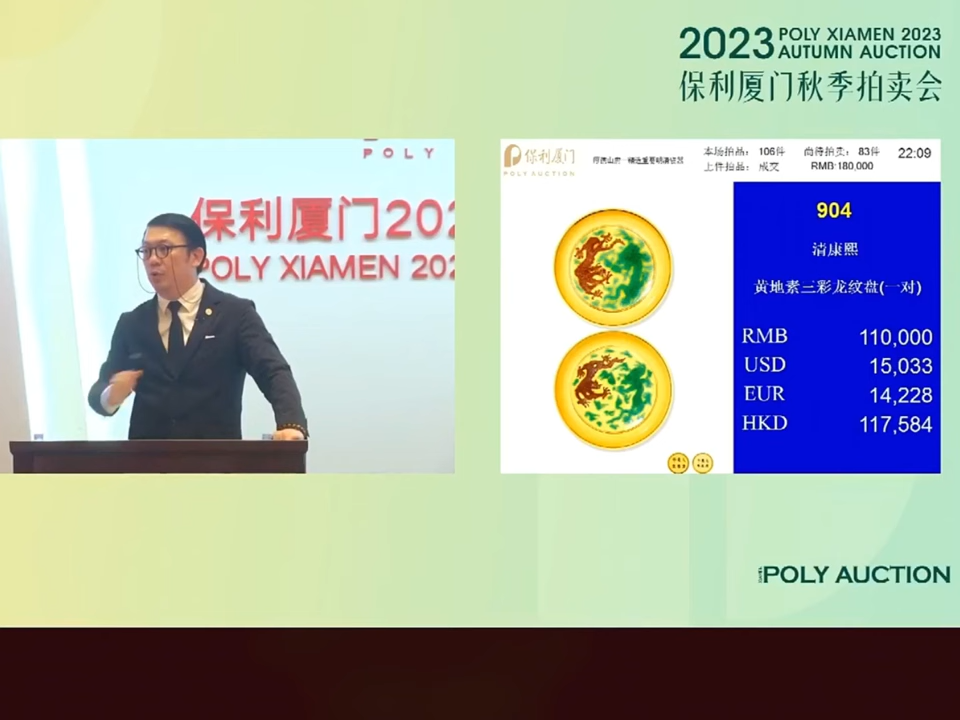 2023 POLY XIAMEN 2023
AUTUMN AUCTION
保利厦门秋季拍卖会
POLY
保利厦门202
POLY XIAMEN 202
保利厦门
POLY AUCTION
本场拍品： 106件 尚待拍卖： 83件 22:09
上件拍品： 成交 RMB:180,000
904
清康熙
黄地素三彩龙纹盘(一对)
RMB 110,000
USD 15,033
EUR 14,228
HKD 117,584
POLY AUCTION